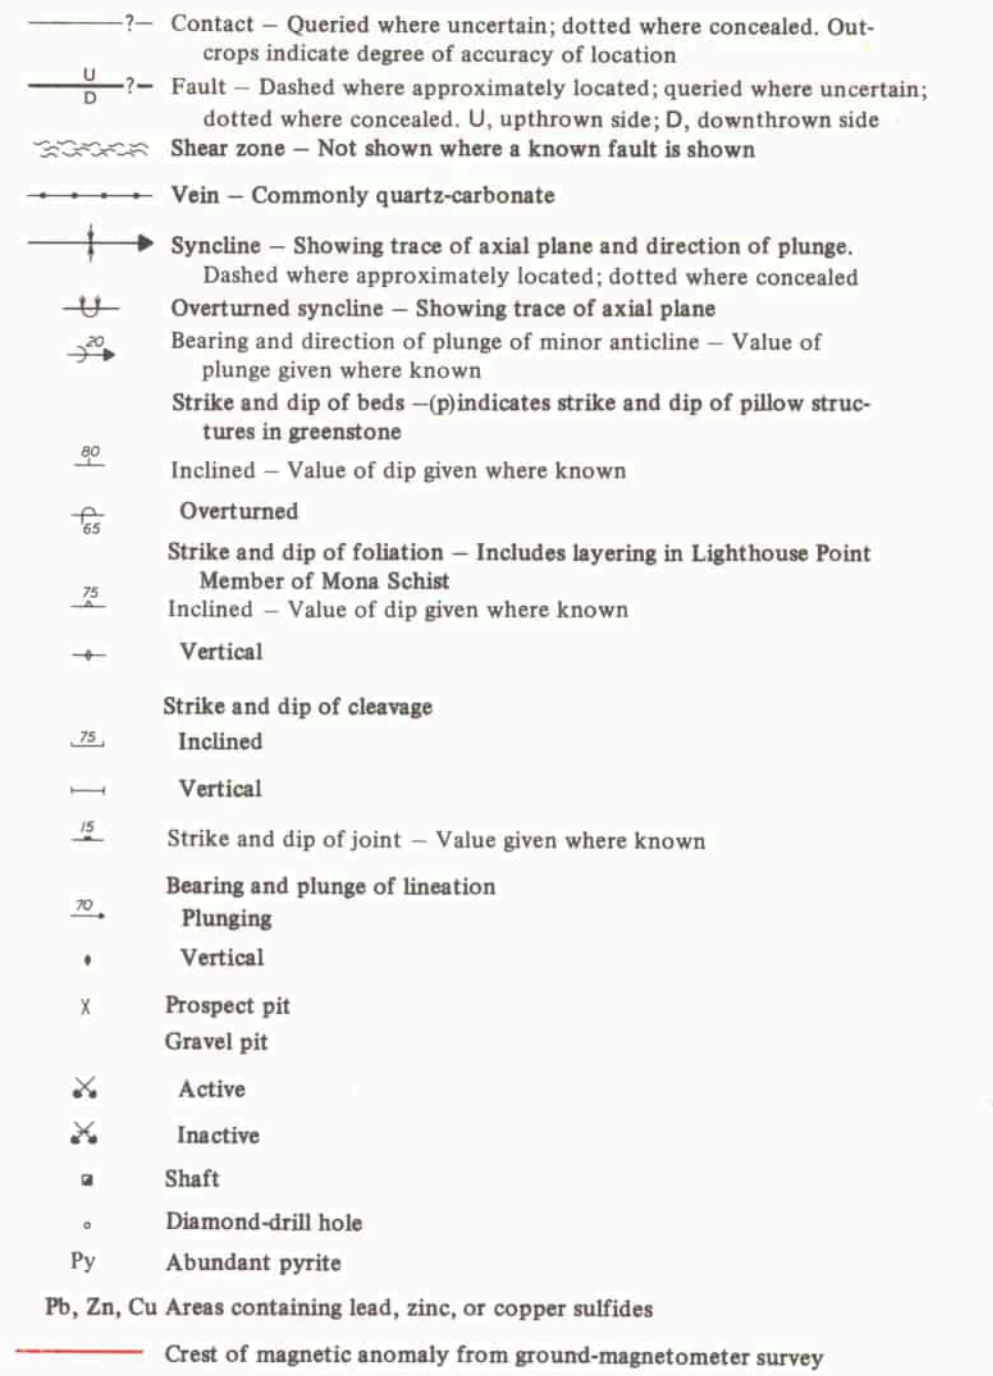 ?  Contact – Queried where uncertain; dotted where concealed. Out-
crops indicate degree of accuracy of location
U
D ?  Fault – Dashed where approximately located; queried where uncertain;
dotted where concealed. U, upthrown side; D, downthrown side
Shear zone – Not shown where a known fault is shown
Vein – Commonly quartz-carbonate
Syncline – Showing trace of axial plane and direction of plunge.
Dashed where approximately located; dotted where concealed
Overturned syncline – Showing trace of axial plane
20 Bearing and direction of plunge of minor anticline – Value of
plunge given where known
Strike and dip of beds –(p)indicates strike and dip of pillow struc-
tures in greenstone
80
Inclined – Value of dip given where known
Overturned
65
Strike and dip of foliation – Includes layering in Lighthouse Point
Member of Mona Schist
75
Inclined – Value of dip given where known
Vertical
Strike and dip of cleavage
75 Inclined
Vertical
15
Strike and dip of joint – Value given where known
Bearing and plunge of lineation
70
Plunging
Vertical
X Prospect pit
Gravel pit
Active
Inactive
Shaft
Diamond-drill hole
Py Abundant pyrite
Pb, Zn, Cu Areas containing lead, zinc, or copper sulfides
Crest of magnetic anomaly from ground-magnetometer survey